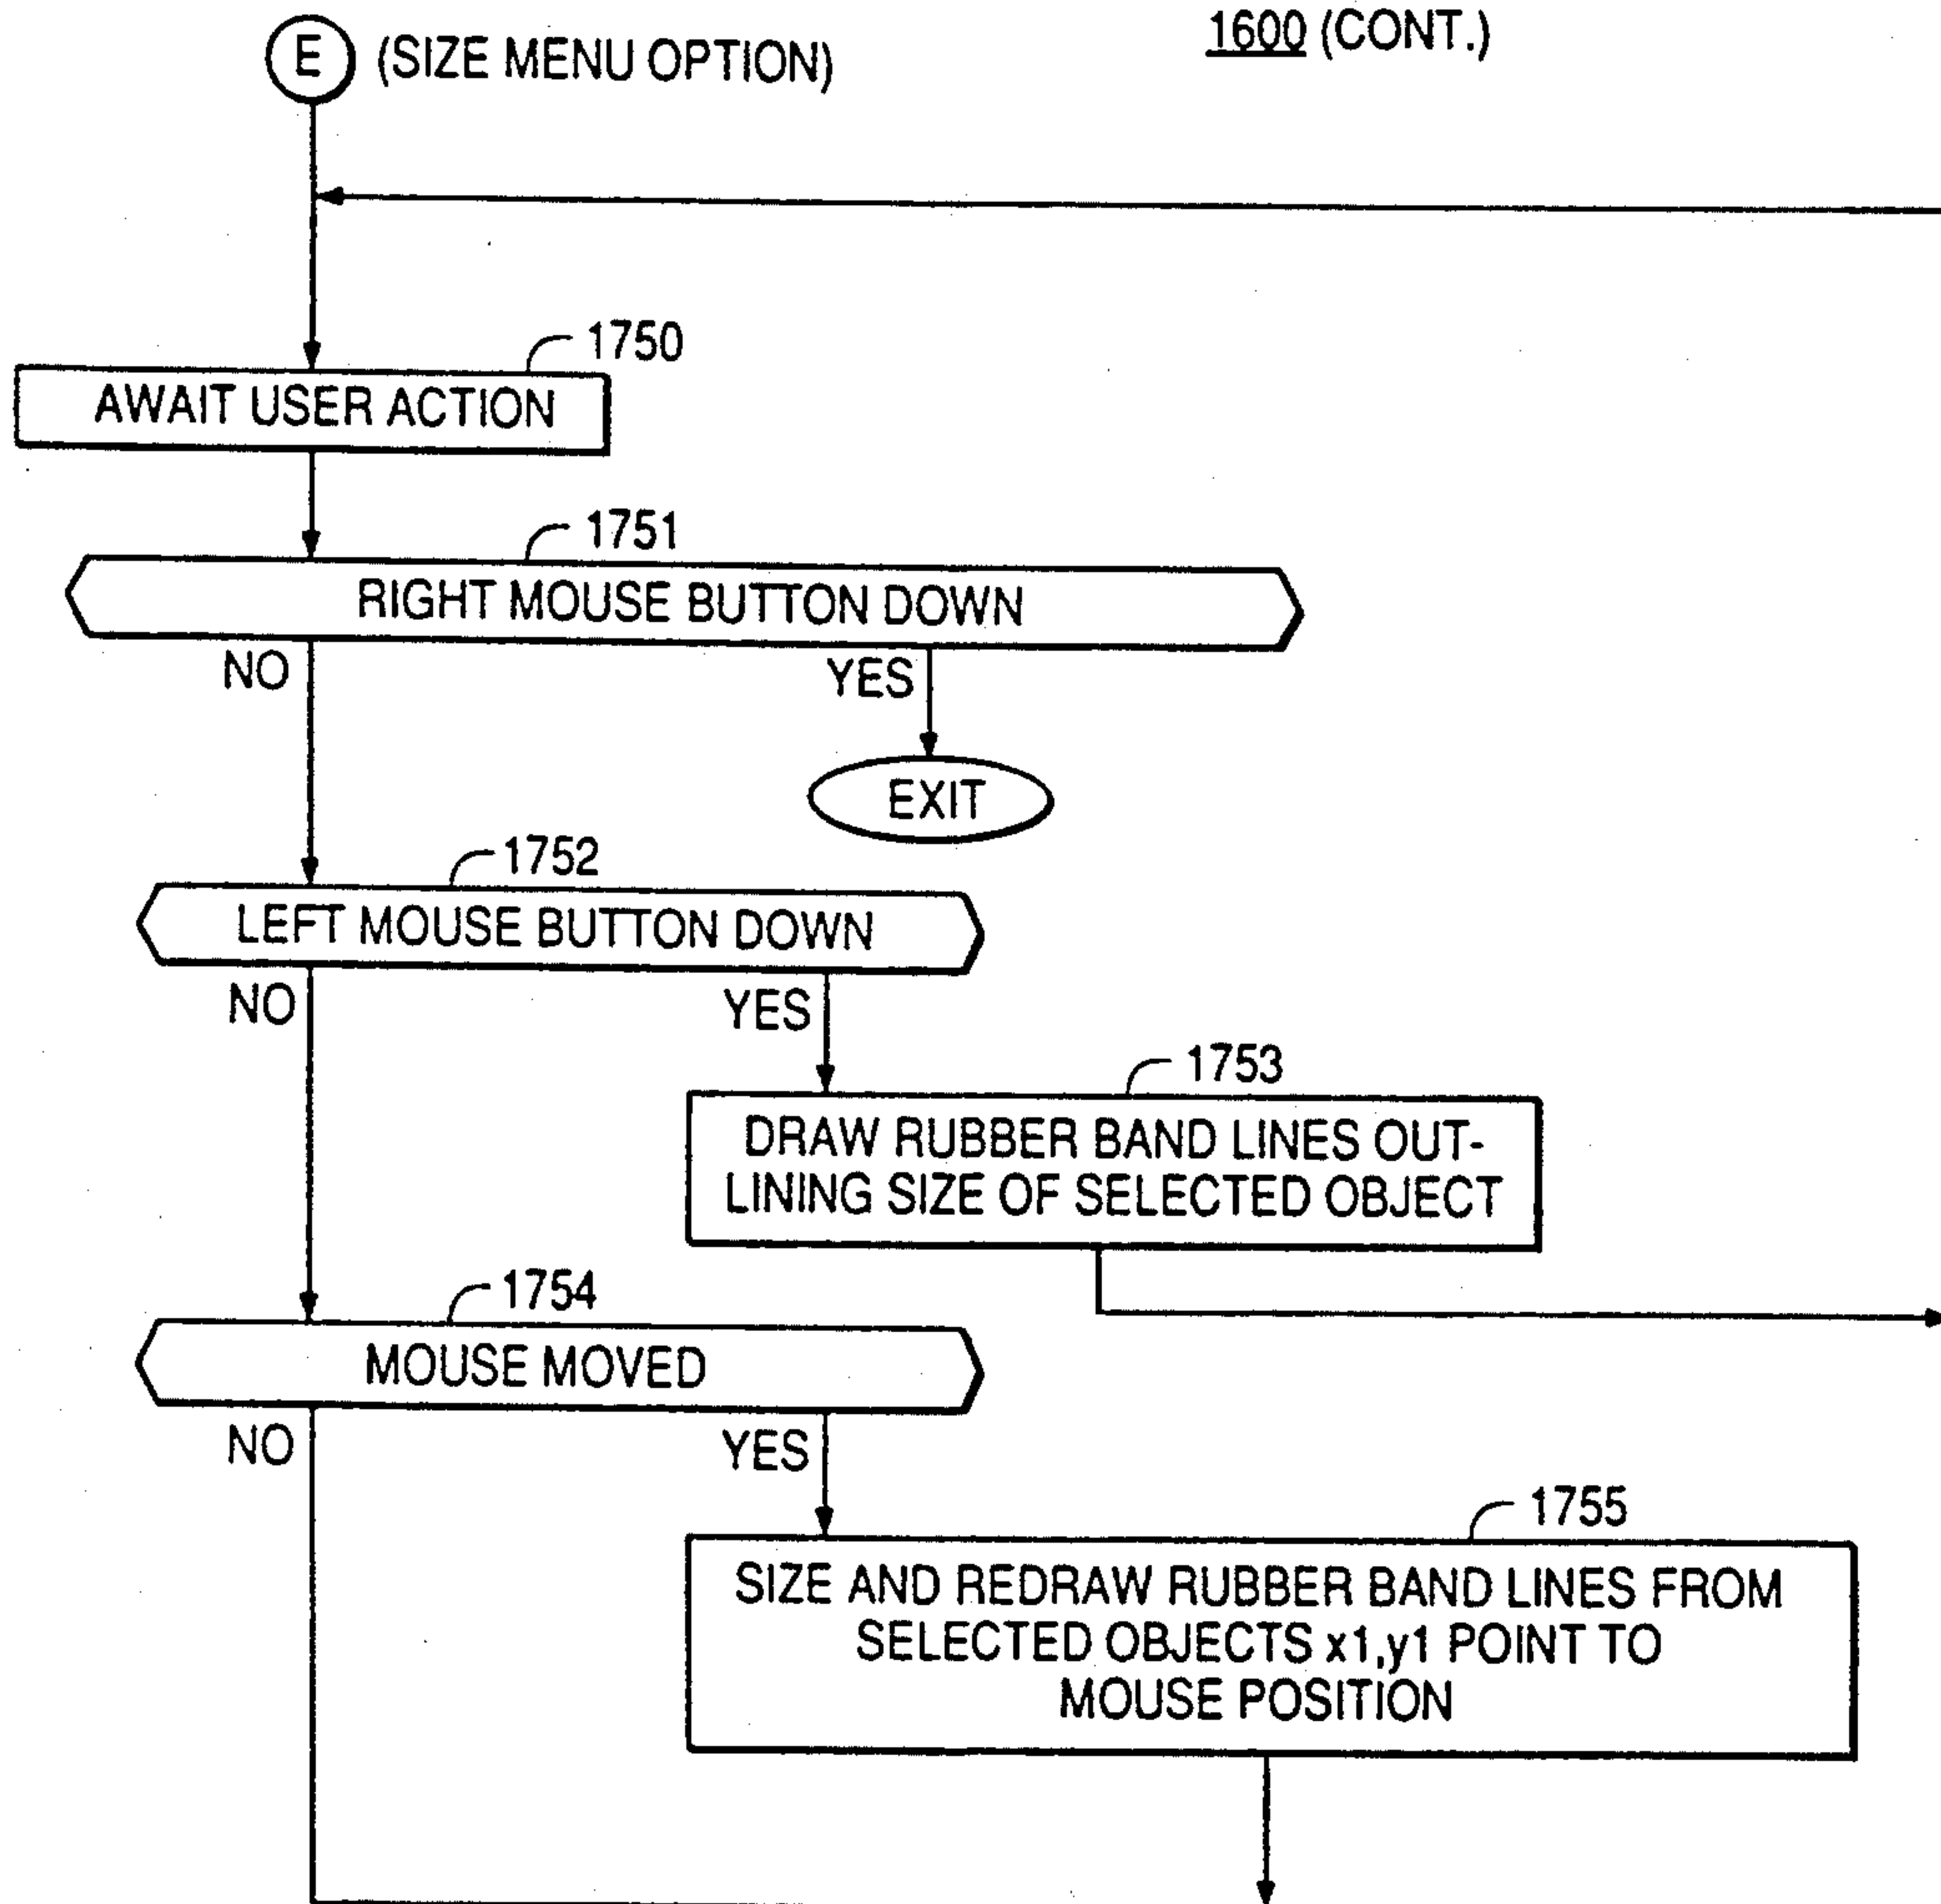 E (SIZE MENU OPTION)
1600 (CONT.)
1750
AWAIT USER ACTION
1751
RIGHT MOUSE BUTTON DOWN
NO
YES
EXIT
1752
LEFT MOUSE BUTTON DOWN
NO
YES
1753
DRAW RUBBER BAND LINES OUT-
LINING SIZE OF SELECTED OBJECT
1754
MOUSE MOVED
NO
YES
1755
SIZE AND REDRAW RUBBER BAND LINES FROM
SELECTED OBJECTS x1,y1 POINT TO
MOUSE POSITION